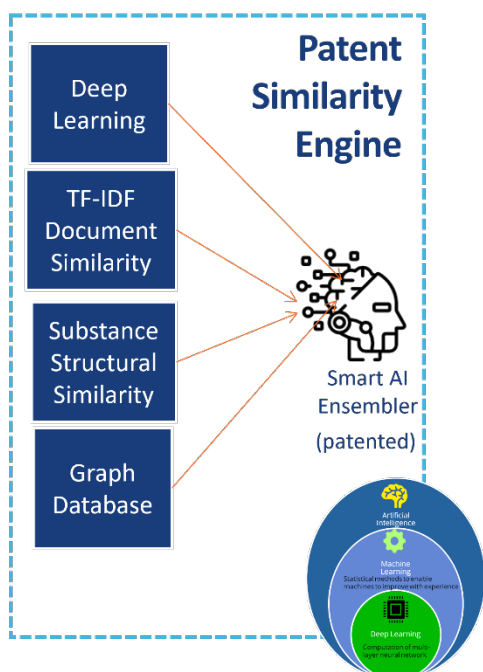 Patent
Similarity
Engine
Deep
Learning
TF-IDF
Document
Similarity
Substance
Structural
Similarity
Graph
Database
Smart AI
Ensembler
(patented)
Artificial
Intelligence
Machine
Learning
Statistical methods to enable
machines to improve with experience
Deep Learning
Computation of multi-
layer neural network